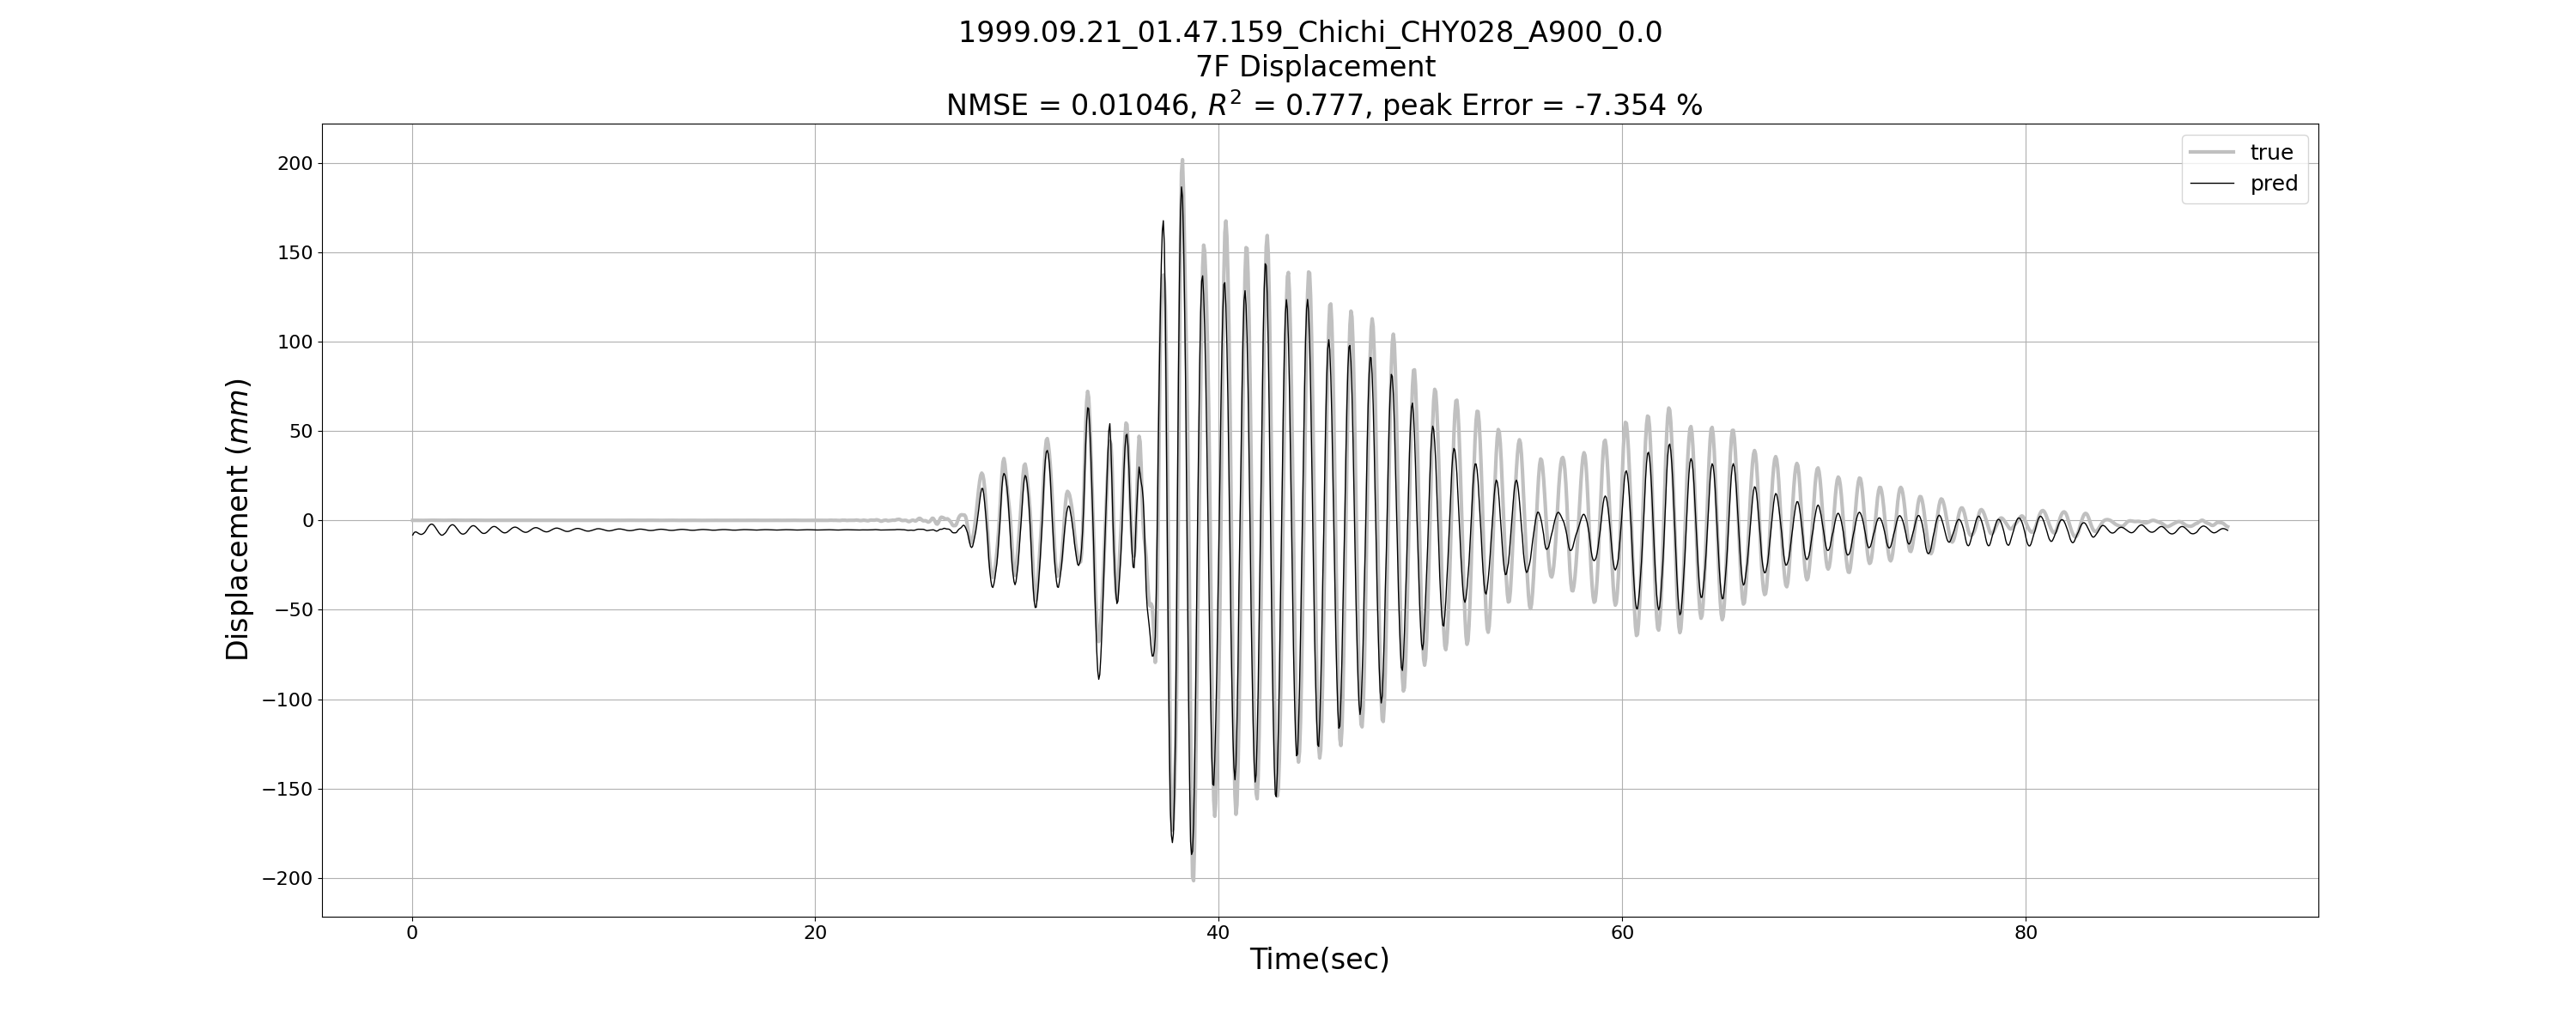 1999.09.21_01.47.159_Chichi_CHY028_A900_0.0
7F Displacement
NMSE = 0.01046, R² = 0.777, peak Error = -7.354 %
true
pred
Displacement (mm)
200
150
100
50
0
−50
−100
−150
−200
0 20 40 60 80
Time(sec)